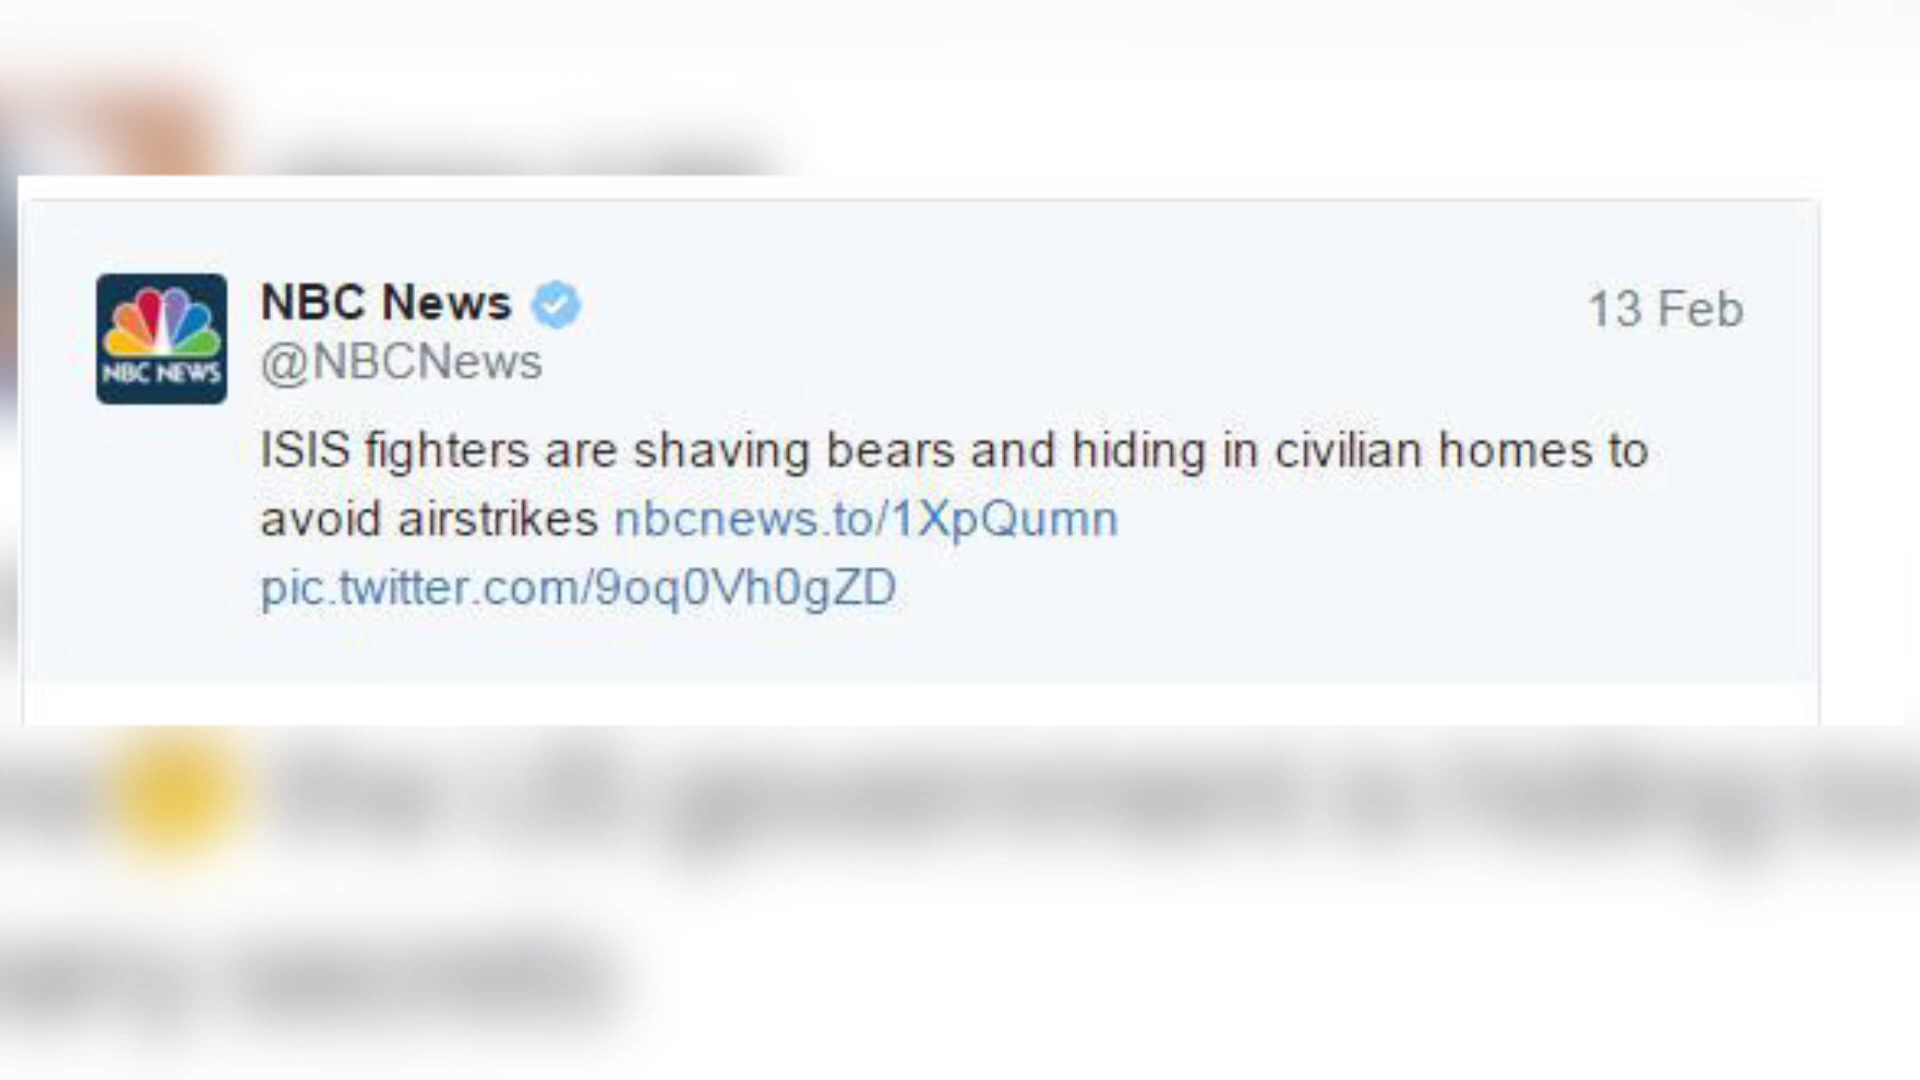 NBC News
13 Feb
@NBCNews
NBC NEWS
ISIS fighters are shaving bears and hiding in civilian homes to
avoid airstrikes nbcnews.to/1XpQumn
pic.twitter.com/9oq0Vh0gZD